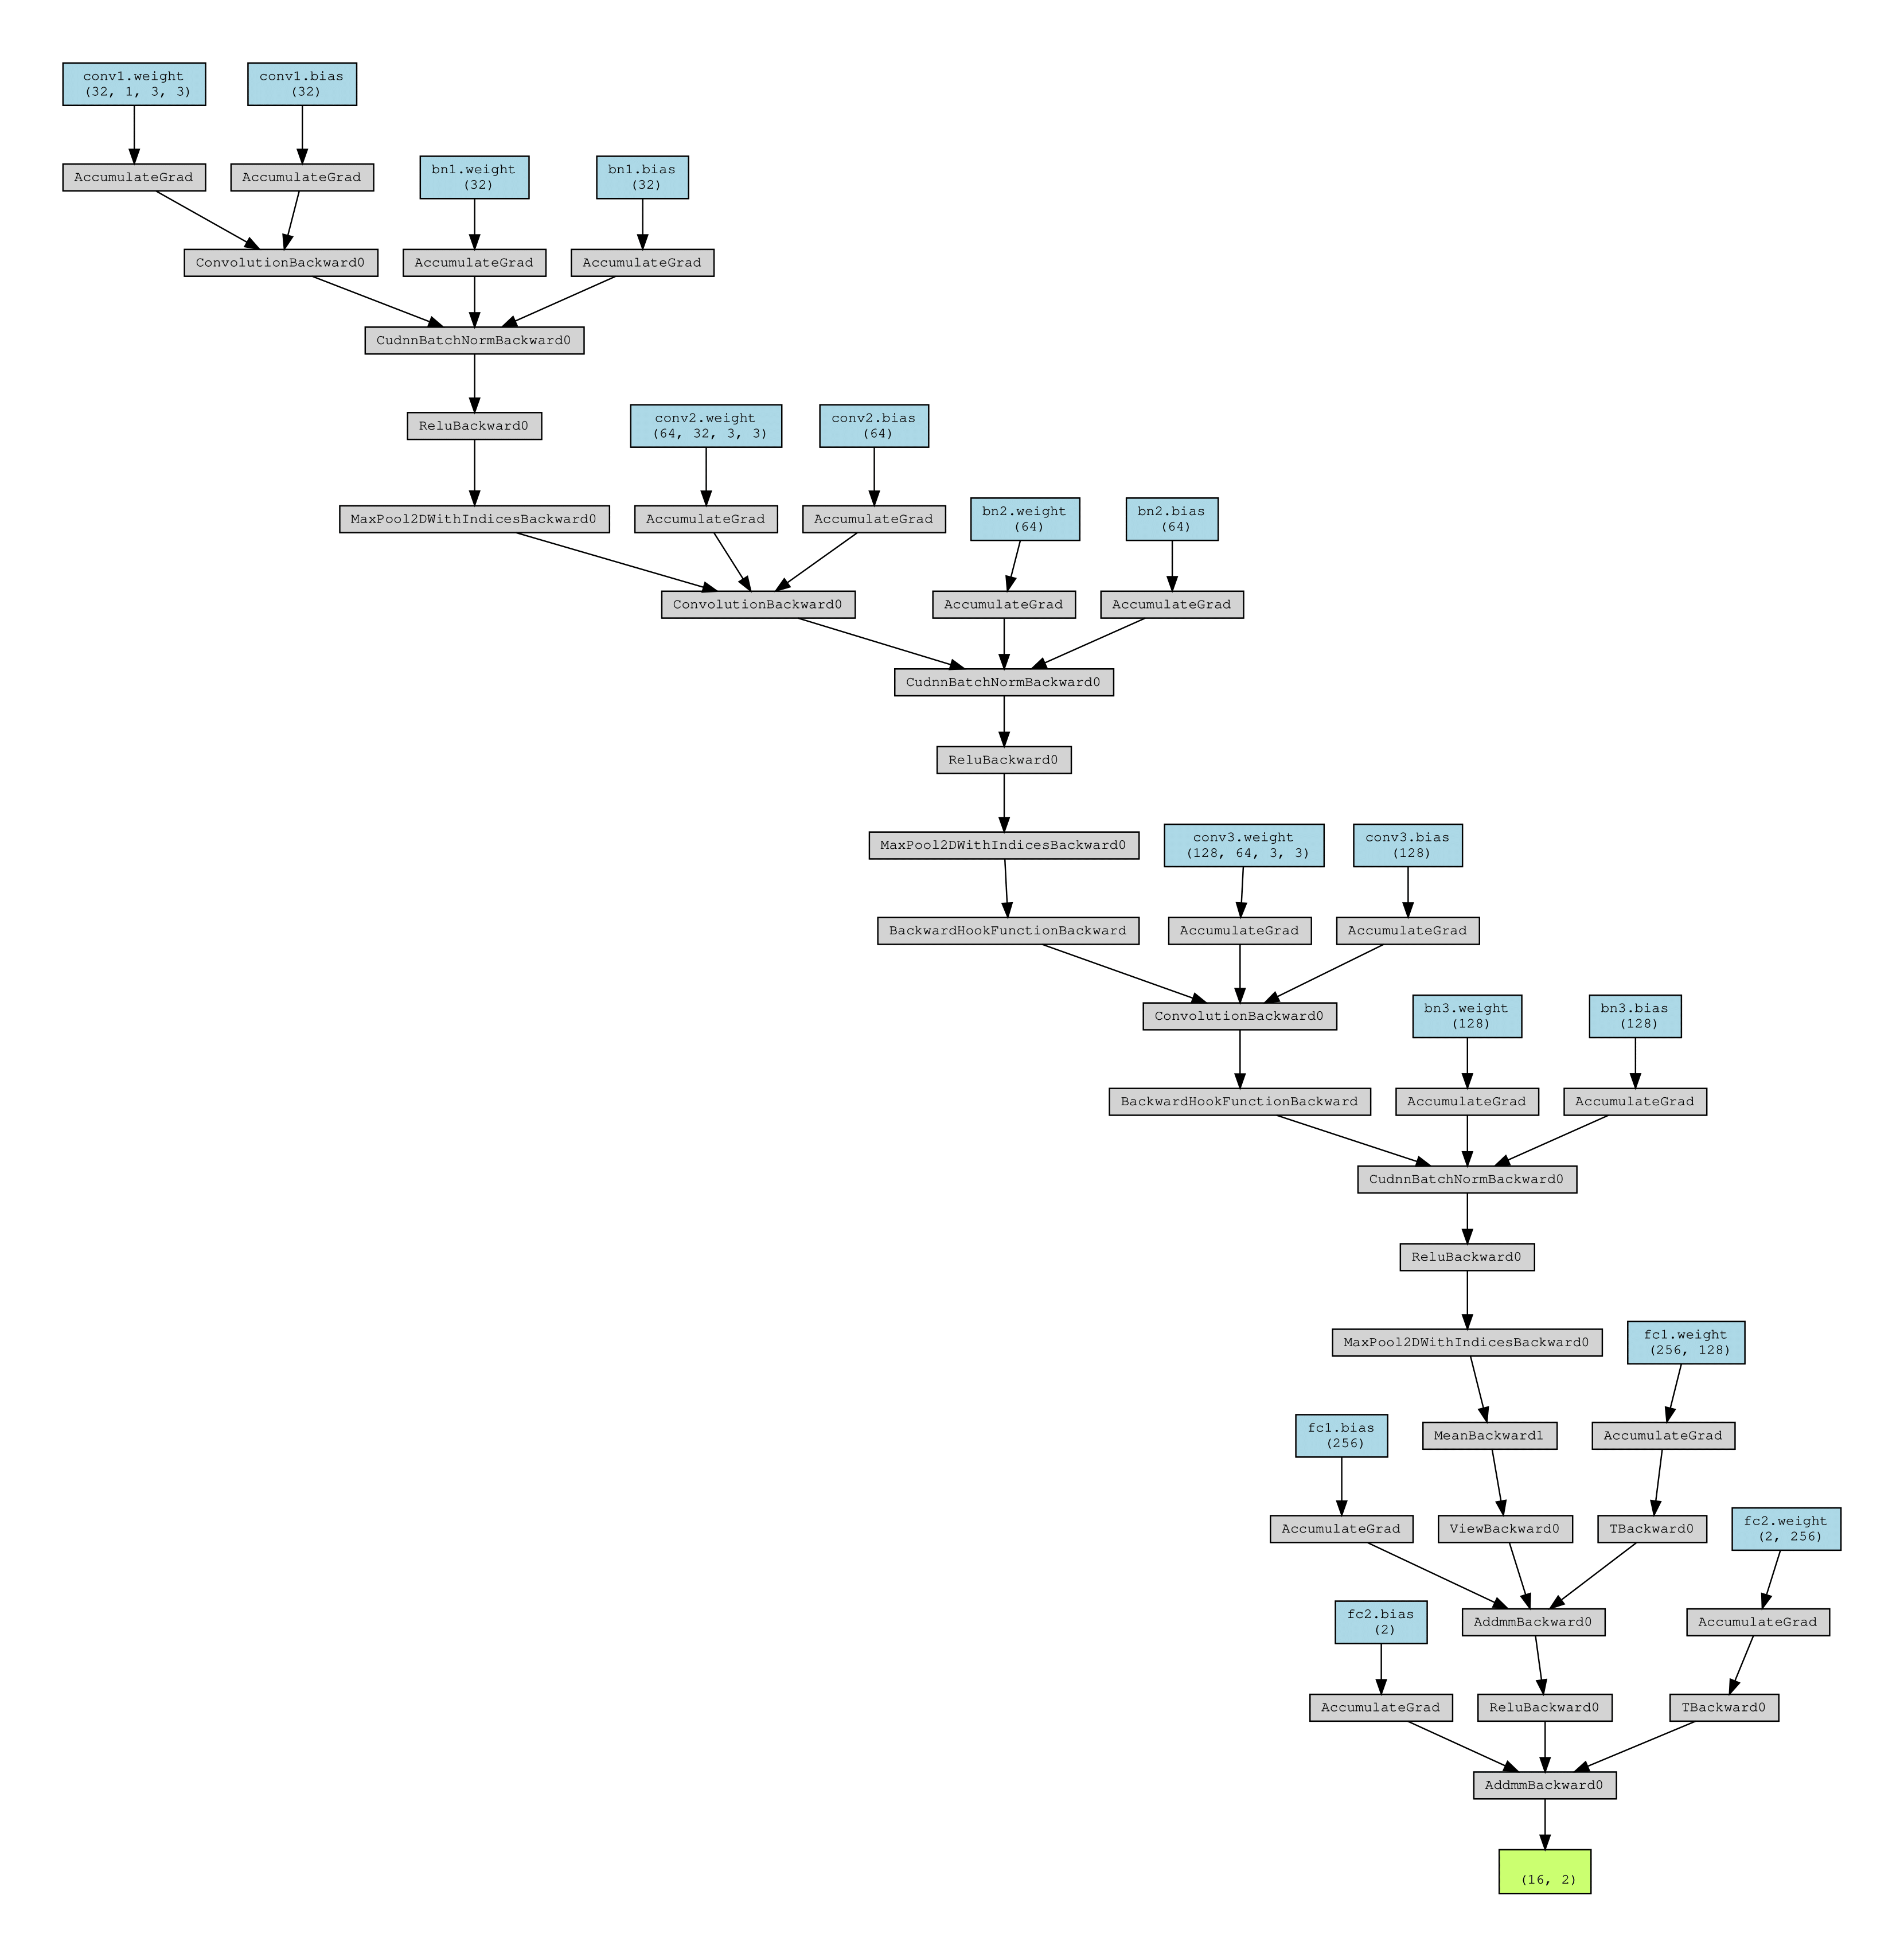 conv1.weight
(32, 1, 3, 3)
conv1.bias
(32)
AccumulateGrad
AccumulateGrad
bn1.weight
(32)
bn1.bias
(32)
ConvolutionBackward0
AccumulateGrad
AccumulateGrad
CudnnBatchNormBackward0
ReluBackward0
conv2.weight
(64, 32, 3, 3)
conv2.bias
(64)
MaxPool2DWithIndicesBackward0
AccumulateGrad
AccumulateGrad
bn2.weight
(64)
bn2.bias
(64)
ConvolutionBackward0
AccumulateGrad
AccumulateGrad
CudnnBatchNormBackward0
ReluBackward0
MaxPool2DWithIndicesBackward0
conv3.weight
(128, 64, 3, 3)
conv3.bias
(128)
BackwardHookFunctionBackward
AccumulateGrad
AccumulateGrad
ConvolutionBackward0
bn3.weight
(128)
bn3.bias
(128)
BackwardHookFunctionBackward
AccumulateGrad
AccumulateGrad
CudnnBatchNormBackward0
ReluBackward0
MaxPool2DWithIndicesBackward0
fc1.weight
(256, 128)
fc1.bias
(256)
MeanBackward1
AccumulateGrad
AccumulateGrad
ViewBackward0
TBackward0
fc2.weight
(2, 256)
fc2.bias
(2)
AddmmBackward0
AccumulateGrad
AccumulateGrad
ReluBackward0
TBackward0
AddmmBackward0
(16, 2)